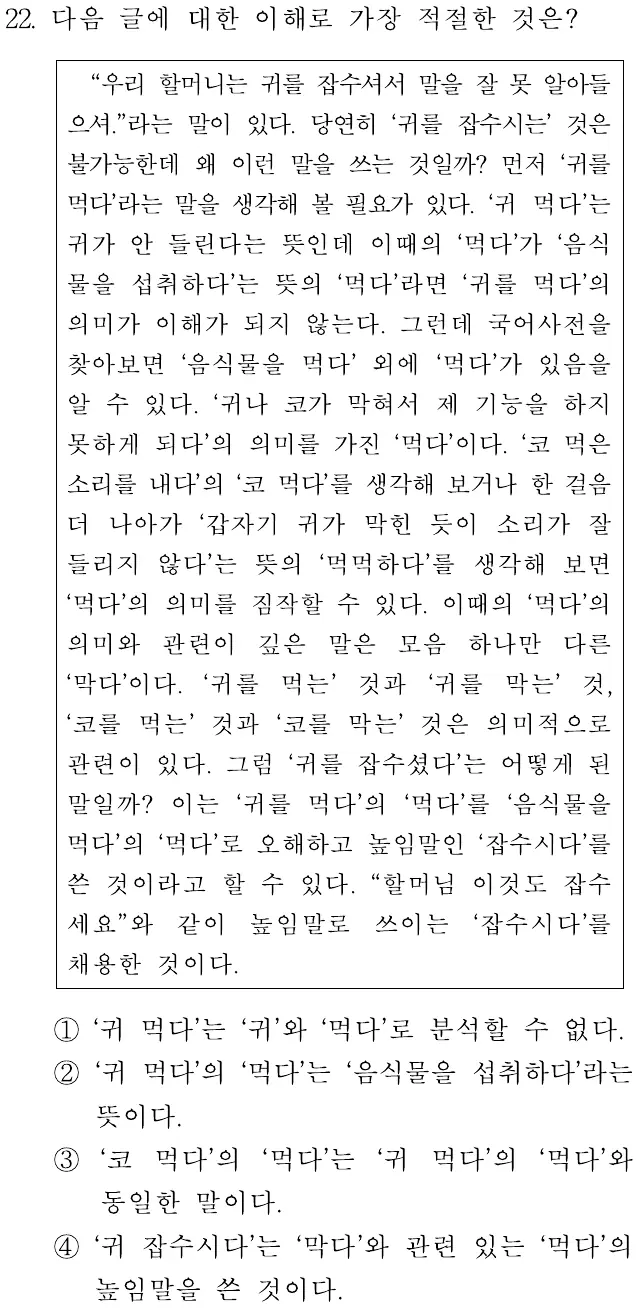 22. 다음 글에 대한 이해로 가장 적절한 것은?
“우리 할머니는 귀를 잡수셔서 말을 잘 못 알아들
으셔.”라는 말이 있다. 당연히 ‘귀를 잡수시는’ 것은
불가능한데 왜 이런 말을 쓰는 것일까? 먼저 ‘귀를
먹다’라는 말을 생각해 볼 필요가 있다. ‘귀 먹다’는
귀가 안 들린다는 뜻인데 이때의 ‘먹다’가 ‘음식
물을 섭취하다’는 뜻의 ‘먹다’라면 ‘귀를 먹다’의
의미가 이해가 되지 않는다. 그런데 국어사전을
찾아보면 ‘음식물을 먹다’ 외에 ‘먹다’가 있음을
알 수 있다. ‘귀나 코가 막혀서 제 기능을 하지
못하게 되다’의 의미를 가진 ‘먹다’이다. ‘코 먹은
소리를 내다’의 ‘코 먹다’를 생각해 보거나 한 걸음
더 나아가 ‘갑자기 귀가 막힌 듯이 소리가 잘
들리지 않다’는 뜻의 ‘먹먹하다’를 생각해 보면
‘먹다’의 의미를 짐작할 수 있다. 이때의 ‘먹다’의
의미와 관련이 깊은 말은 모음 하나만 다른
‘막다’이다. ‘귀를 먹는’ 것과 ‘귀를 막는’ 것,
‘코를 먹는’ 것과 ‘코를 막는’ 것은 의미적으로
관련이 있다. 그럼 ‘귀를 잡수셨다’는 어떻게 된
말일까? 이는 ‘귀를 먹다’의 ‘먹다’를 ‘음식물을
먹다’의 ‘먹다’로 오해하고 높임말인 ‘잡수시다’를
쓴 것이라고 할 수 있다. “할머님 이것도 잡수
세요”와 같이 높임말로 쓰이는 ‘잡수시다’를
채용한 것이다.
① ‘귀 먹다’는 ‘귀’와 ‘먹다’로 분석할 수 없다.
② ‘귀 먹다’의 ‘먹다’는 ‘음식물을 섭취하다’라는
뜻이다.
③ ‘코 먹다’의 ‘먹다’는 ‘귀 먹다’의 ‘먹다’와
동일한 말이다.
④ ‘귀 잡수시다’는 ‘막다’와 관련 있는 ‘먹다’의
높임말을 쓴 것이다.